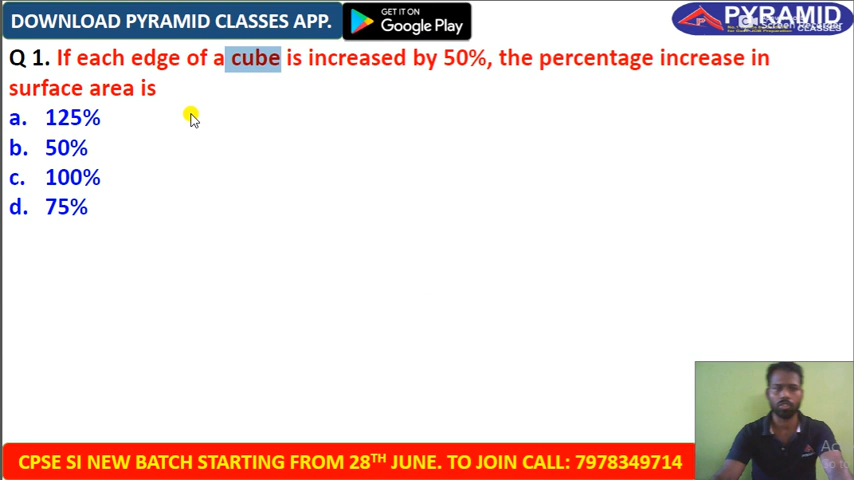 DOWNLOAD PYRAMID CLASSES APP.
GET IT ON
Google Play
PYRAMID
CLASSES
Screen Recorder
Q 1. If each edge of a cube is increased by 50%, the percentage increase in
surface area is
a. 125%
b. 50%
c. 100%
d. 75%
CPSE SI NEW BATCH STARTING FROM 28TH JUNE. TO JOIN CALL: 7978349714